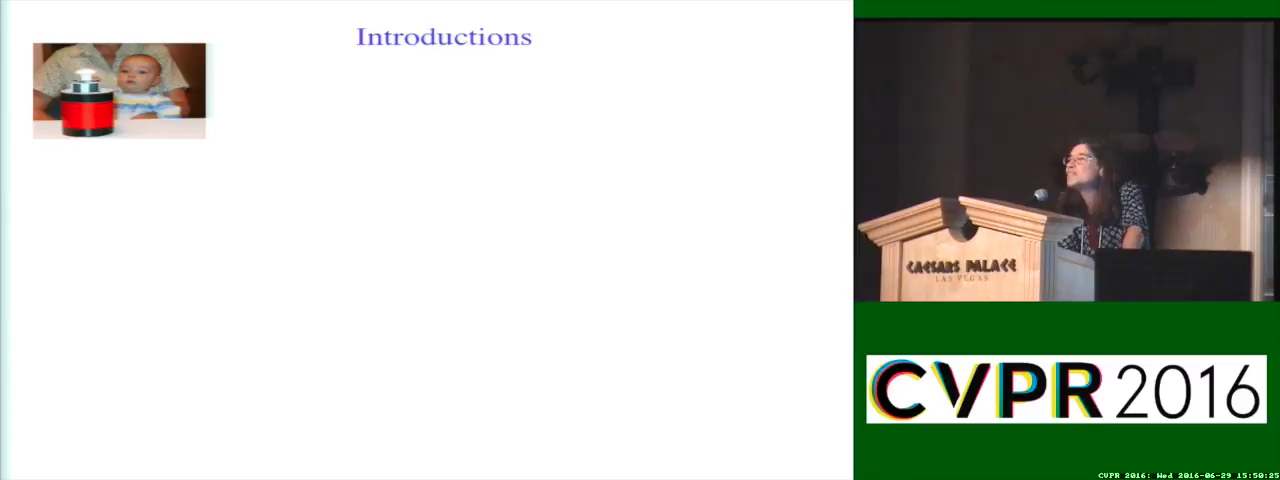 Introductions
CAESARS PALACE
LAS VEGAS
CVPR 2016
CVPR 2016: Wed 2016-06-29 15:50:25